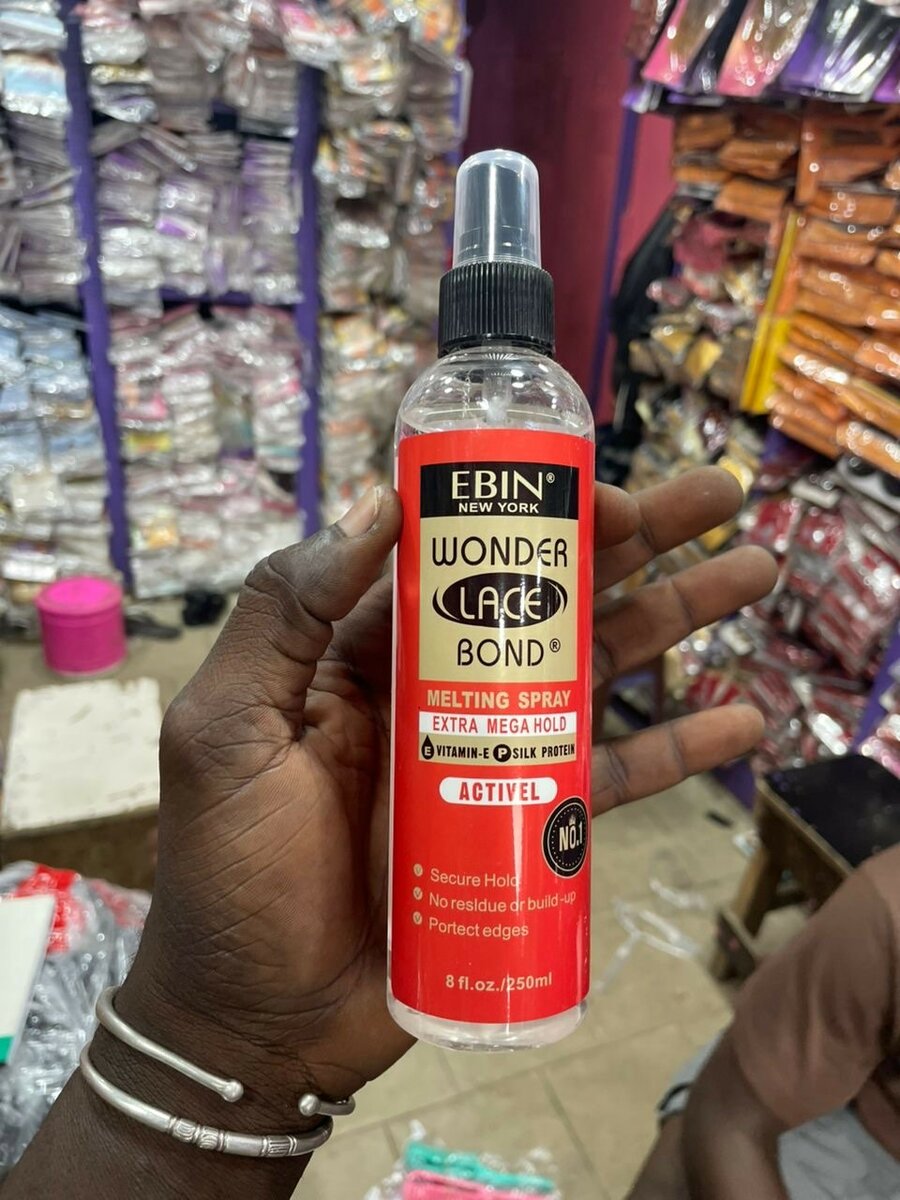 EBIN®
NEW YORK
WONDER
LACE
BOND®
MELTING SPRAY
EXTRA MEGA HOLD
E VITAMIN-E P SILK PROTEIN
ACTIVEL
NO.1
Secure Hold
No residue or build-up
Portect edges
8 fl.oz./250ml